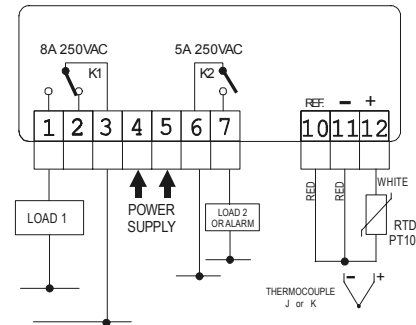 8A 250VAC
5A 250VAC
K1
K2
REF. - +
1 2 3 4 5 6 7
10 11 12
RED
RED
WHITE
LOAD 1
POWER
SUPPLY
LOAD 2
OR ALARM
RTD
PT10
- +
THERMOCOUPLE
J or K